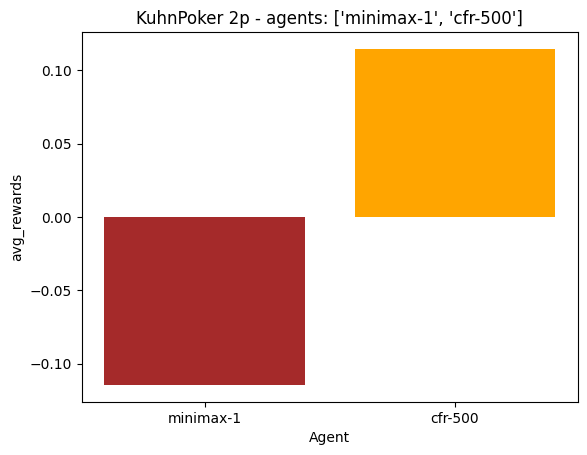 KuhnPoker 2p - agents: ['minimax-1', 'cfr-500']
avg_rewards
0.10
0.05
0.00
−0.05
−0.10
minimax-1
cfr-500
Agent